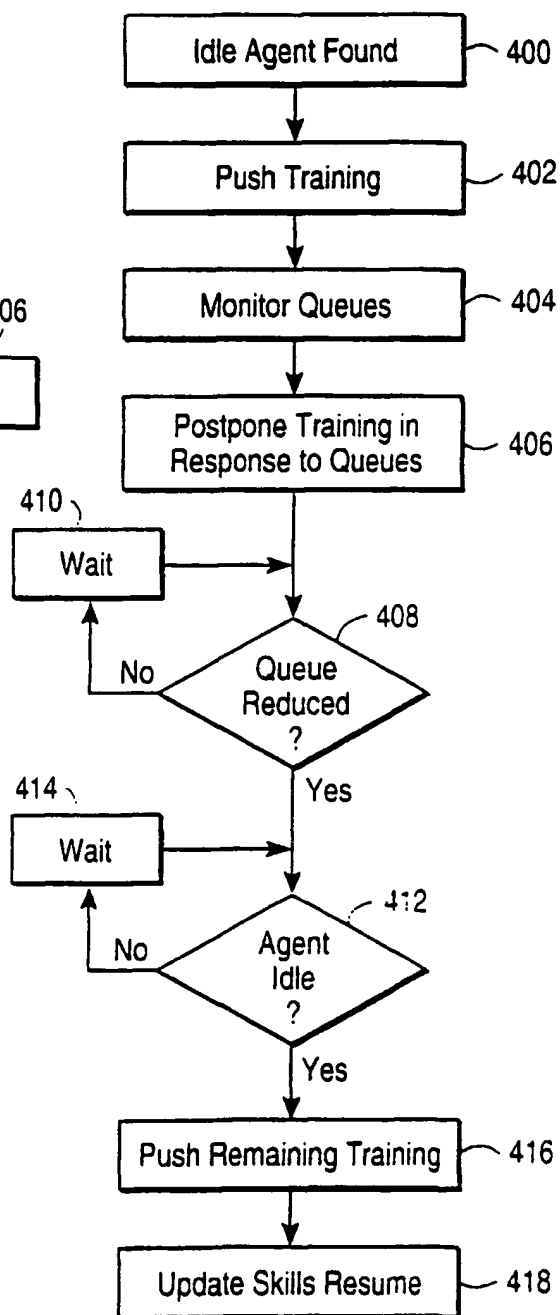 Idle Agent Found
400
Push Training
402
Monitor Queues
404
06
Postpone Training in
Response to Queues
406
410
Wait
408
Queue
Reduced
?
No
Yes
414
Wait
412
Agent
Idle
?
No
Yes
Push Remaining Training
416
Update Skills Resume
418